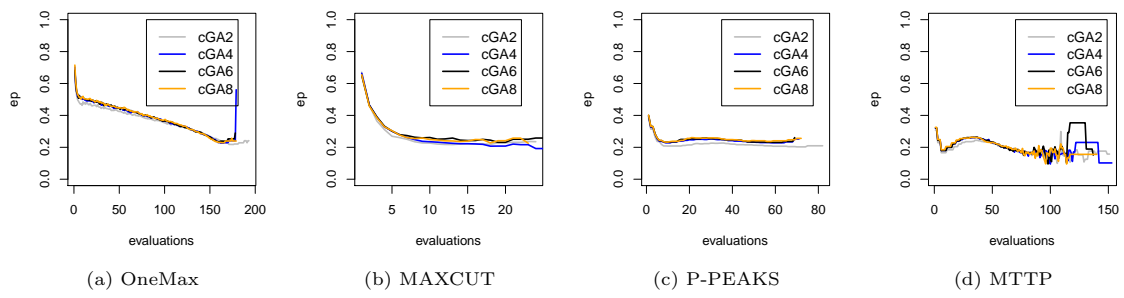 1.0
0.8
0.6
0.4
0.2
0.0
ep
cGA2
cGA4
cGA6
cGA8
0 50 100 150 200
evaluations
(a) OneMax
1.0
0.8
0.6
0.4
0.2
0.0
ep
cGA2
cGA4
cGA6
cGA8
5 10 15 20
evaluations
(b) MAXCUT
1.0
0.8
0.6
0.4
0.2
0.0
ep
cGA2
cGA4
cGA6
cGA8
0 20 40 60 80
evaluations
(c) P-PEAKS
1.0
0.8
0.6
0.4
0.2
0.0
ep
cGA2
cGA4
cGA6
cGA8
0 50 100 150
evaluations
(d) MTTP